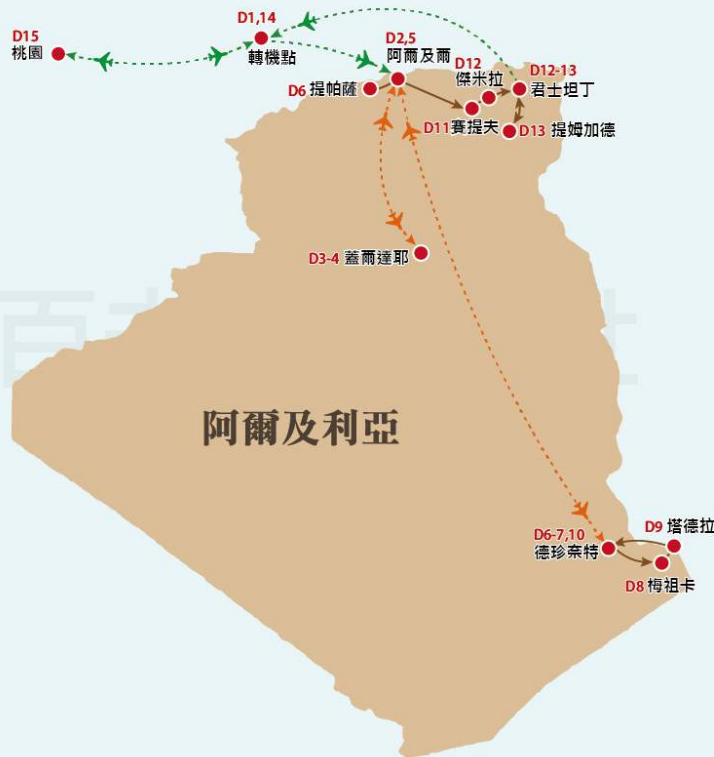 D15
桃園
D1,14
轉機點
D2,5
阿爾及爾
D6 提帕薩
D12
傑米拉
D12-13
君士坦丁
D11 賽提夫
D13 提姆加德
D3-4 蓋爾達耶
阿爾及利亞
D6-7,10
德珍奈特
D9 塔德拉
D8 梅祖卡